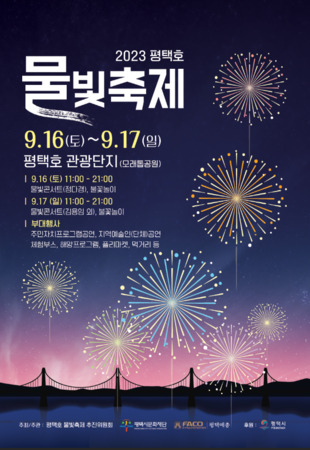 2023 평택호
물빛축제
9.16(토)~9.17(일)
평택호 관광단지(모래톱공원)
9.16 (토) 11:00 - 21:00
물빛콘서트(정다경), 불꽃놀이
9.17 (일) 11:00 - 21:00
물빛콘서트(김용임 외), 불꽃놀이
부대행사
주민자치프로그램공연, 지역예술인(단체)공연
체험부스, 해양프로그램, 플리마켓, 먹거리 등
주최/주관 : 평택호 물빛축제 추진위원회 평택시문화재단 FACO 평택예총 후원 : 평택시